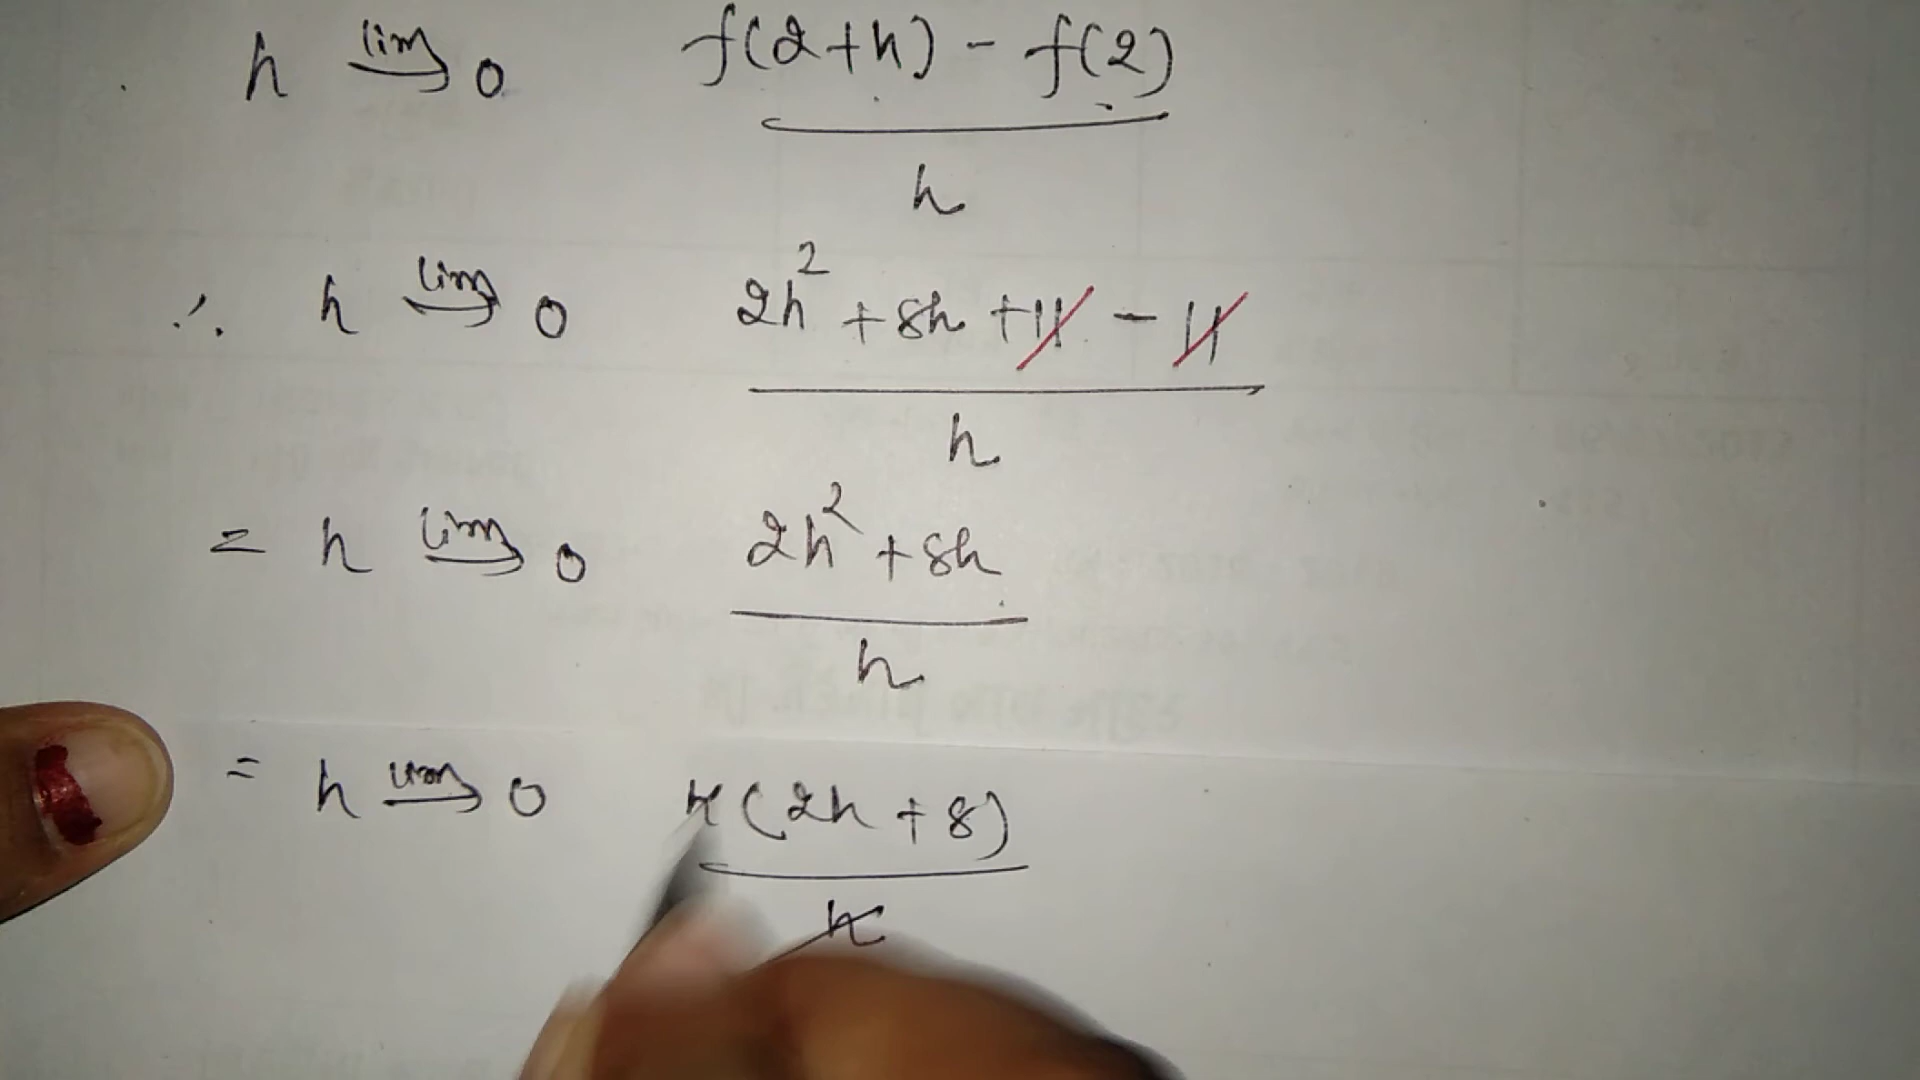 h lim→ 0 f(2+h) - f(2)
h
∴ h lim→ 0 2h² + 8h + 11 - 11
h
= h lim→ 0 2h² + 8h
h
= h lim→ 0 h(2h + 8)
h